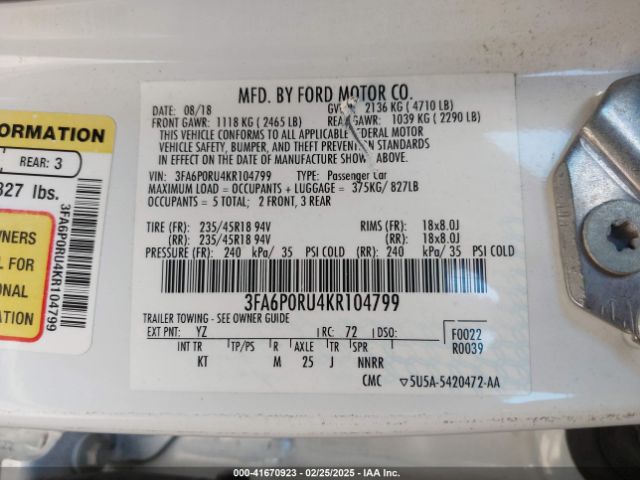 MFD. BY FORD MOTOR CO.
DATE: 08/18 2136 KG ( 4710 LB)
FRONT GAWR: 1118 KG ( 2465 LB) GAWR: 1039 KG ( 2290 LB)
THIS VEHICLE CONFORMS TO ALL APPLICABLE FEDERAL MOTOR
VEHICLE SAFETY, BUMPER, AND THEFT PREVENTION STANDARDS
IN EFFECT ON THE DATE OF MANUFACTURE SHOWN ABOVE.
VIN: 3FA6P0RU4KR104799 TYPE: Passenger Car
MAXIMUM LOAD = OCCUPANTS + LUGGAGE = 375KG/ 827LB
OCCUPANTS = 5 TOTAL; 2 FRONT, 3 REAR
TIRE (FR): 235/45R18 94V RIMS (FR): 18x8.0J
(RR): 235/45R18 94V (RR): 18x8.0J
PRESSURE (FR): 240 kPa/ 35 PSI COLD (RR): 240 kPa/ 35 PSI COLD
3FA6P0RU4KR104799
TRAILER TOWING - SEE OWNER GUIDE
EXT PNT: YZ RC: 72 DSO: F0022
R0039
INT TR TP/PS R AXLE TR SPR
KT M 25 J NNRR
CMC 5U5A-5420472-AA
ORMATION
REAR: 3
827 lbs.
WNERS
L FOR
ONAL
ION
3FA6P0RU4KR104799
000-41670923 / 02/25/2025 / IAA Inc.